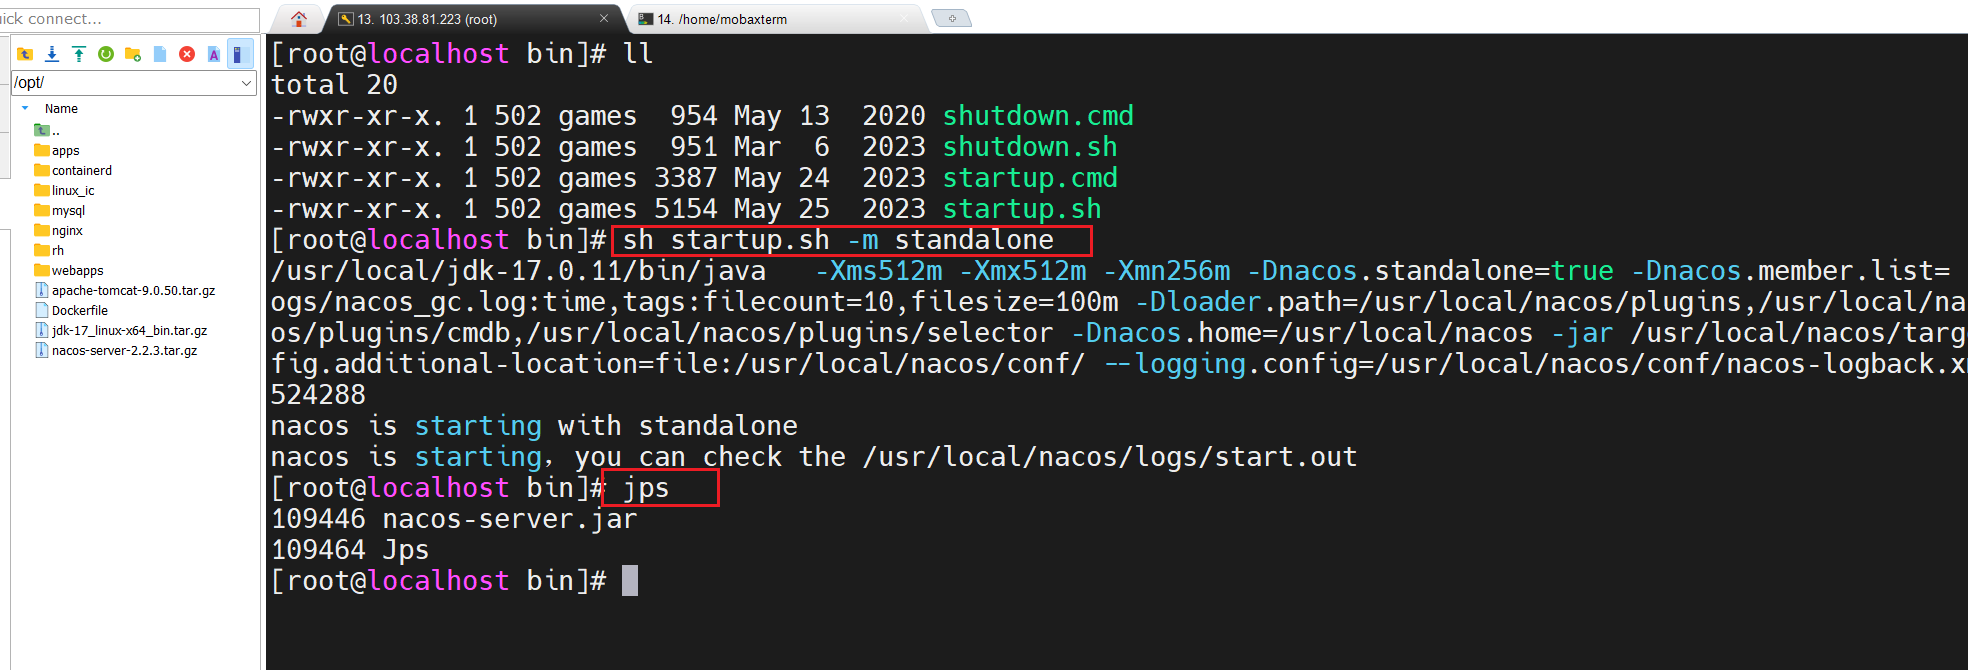 uick connect...
13. 103.38.81.223 (root)
14. /home/mobaxterm
/opt/
Name
..
apps
containerd
linux_ic
mysql
nginx
rh
webapps
apache-tomcat-9.0.50.tar.gz
Dockerfile
jdk-17_linux-x64_bin.tar.gz
nacos-server-2.2.3.tar.gz
[root@localhost bin]# ll
total 20
-rwxr-xr-x. 1 502 games  954 May 13  2020 shutdown.cmd
-rwxr-xr-x. 1 502 games  951 Mar  6  2023 shutdown.sh
-rwxr-xr-x. 1 502 games 3387 May 24  2023 startup.cmd
-rwxr-xr-x. 1 502 games 5154 May 25  2023 startup.sh
[root@localhost bin]# sh startup.sh -m standalone
/usr/local/jdk-17.0.11/bin/java   -Xms512m -Xmx512m -Xmn256m -Dnacos.standalone=true -Dnacos.member.list=
ogs/nacos_gc.log:time,tags:filecount=10,filesize=100m -Dloader.path=/usr/local/nacos/plugins,/usr/local/na
os/plugins/cmdb,/usr/local/nacos/plugins/selector -Dnacos.home=/usr/local/nacos -jar /usr/local/nacos/targ
fig.additional-location=file:/usr/local/nacos/conf/ --logging.config=/usr/local/nacos/conf/nacos-logback.x
524288
nacos is starting with standalone
nacos is starting，you can check the /usr/local/nacos/logs/start.out
[root@localhost bin]# jps
109446 nacos-server.jar
109464 Jps
[root@localhost bin]#